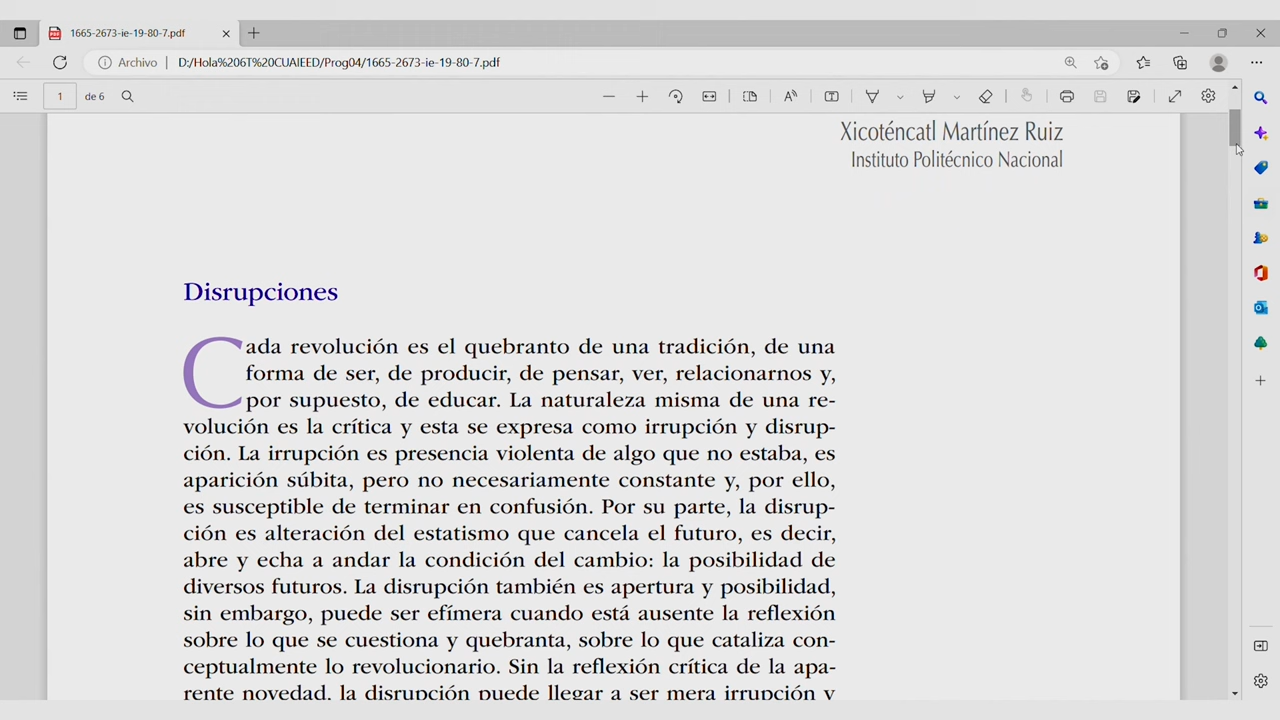 1665-2673-ie-19-80-7.pdf
Archivo | D:/Hola%206T%20CUAIEED/Prog04/1665-2673-ie-19-80-7.pdf
1 de 6
Xicoténcatl Martínez Ruiz
Instituto Politécnico Nacional
Disrupciones
Cada revolución es el quebranto de una tradición, de una
forma de ser, de producir, de pensar, ver, relacionarnos y,
por supuesto, de educar. La naturaleza misma de una re-
volución es la crítica y esta se expresa como irrupción y disrup-
ción. La irrupción es presencia violenta de algo que no estaba, es
aparición súbita, pero no necesariamente constante y, por ello,
es susceptible de terminar en confusión. Por su parte, la disrup-
ción es alteración del estatismo que cancela el futuro, es decir,
abre y echa a andar la condición del cambio: la posibilidad de
diversos futuros. La disrupción también es apertura y posibilidad,
sin embargo, puede ser efímera cuando está ausente la reflexión
sobre lo que se cuestiona y quebranta, sobre lo que cataliza con-
ceptualmente lo revolucionario. Sin la reflexión crítica de la apa-
rente novedad, la disrupción puede llegar a ser mera irrupción y